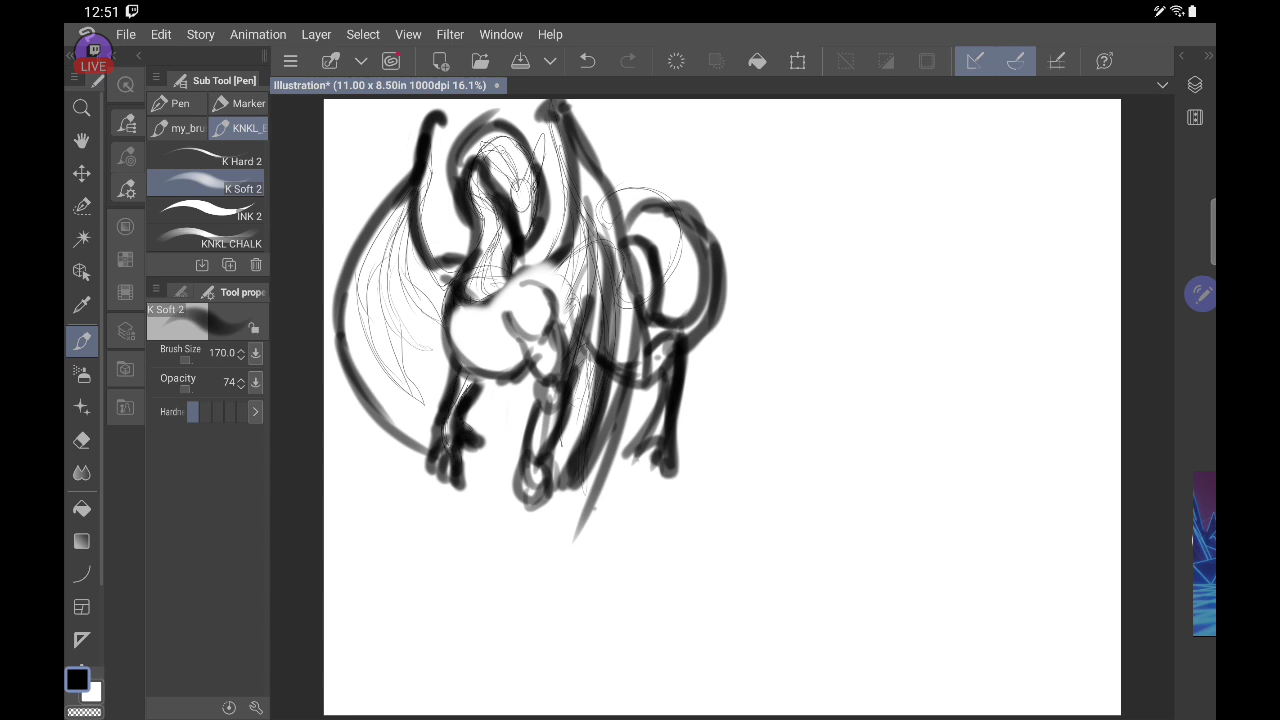 12:51
File Edit Story Animation Layer Select View Filter Window Help
LIVE
Sub Tool [Pen]
Illustration* (11.00 x 8.50in 1000dpi 16.1%)
Pen Marker
my_bru KNKL_E
K Hard 2
K Soft 2
INK 2
KNKL CHALK
Tool prope
K Soft 2
Brush Size 170.0
Opacity 74
Hardne